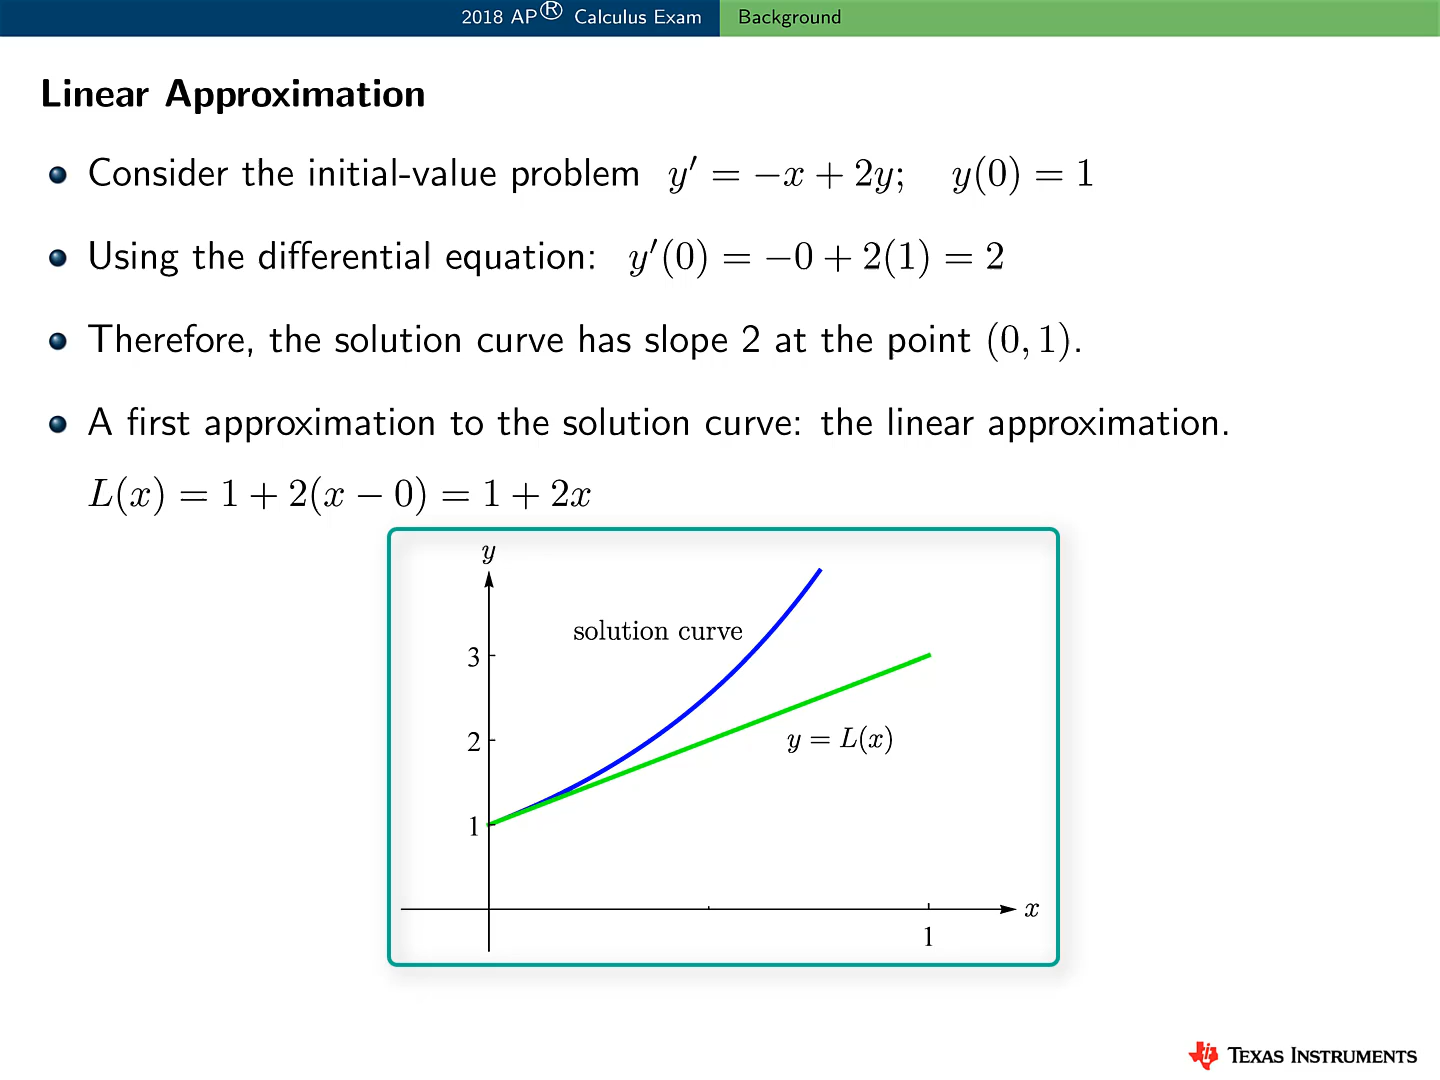 2018 AP® Calculus Exam Background
Linear Approximation
Consider the initial-value problem y′ = −x + 2y; y(0) = 1
Using the differential equation: y′(0) = −0 + 2(1) = 2
Therefore, the solution curve has slope 2 at the point (0, 1).
A first approximation to the solution curve: the linear approximation.
L(x) = 1 + 2(x − 0) = 1 + 2x
y
solution curve
3
2
y = L(x)
1
x
1
TEXAS INSTRUMENTS